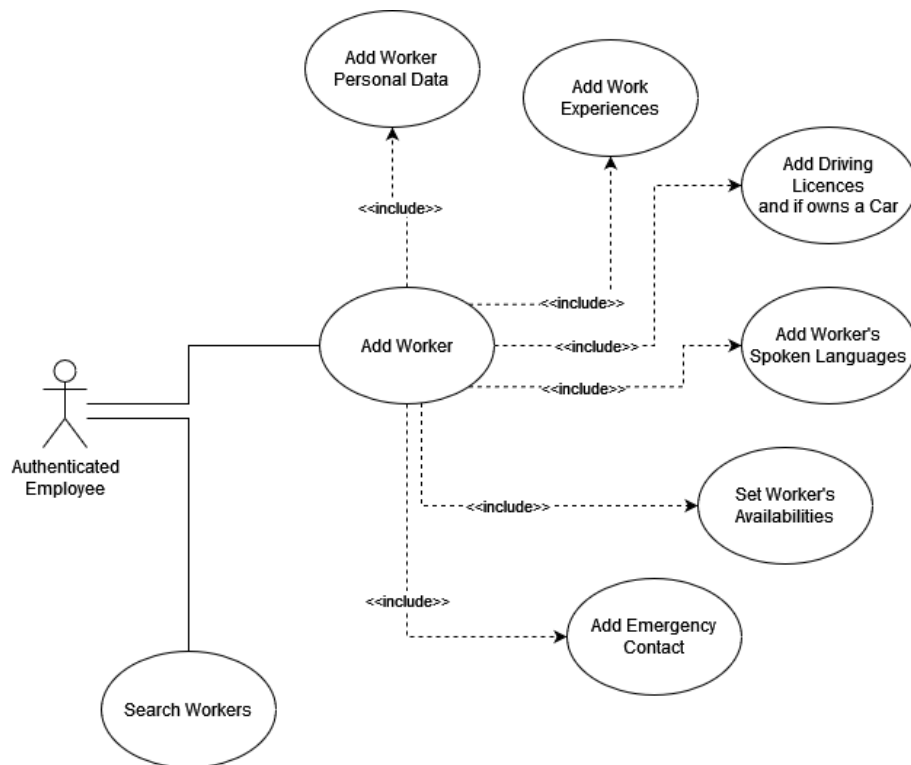 Add Worker
Personal Data
Add Work
Experiences
Add Driving
Licences
and if owns a Car
<<include>>
<<include>>
Add Worker
<<include>>
Add Worker's
Spoken Languages
<<include>>
Authenticated
Employee
<<include>>
Set Worker's
Availabilities
<<include>>
Add Emergency
Contact
Search Workers